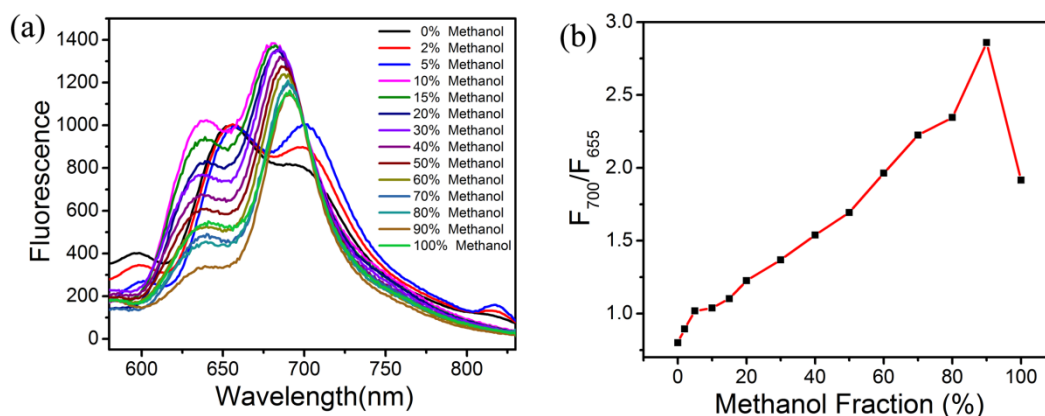 (a)
1400
1200
1000
800
600
400
200
0
Fluorescence
600 650 700 750 800
Wavelength(nm)
0% Methanol
2% Methanol
5% Methanol
10% Methanol
15% Methanol
20% Methanol
30% Methanol
40% Methanol
50% Methanol
60% Methanol
70% Methanol
80% Methanol
90% Methanol
100% Methanol
(b)
3.0
2.5
2.0
1.5
1.0
F700/F655
0 20 40 60 80 100
Methanol Fraction (%)